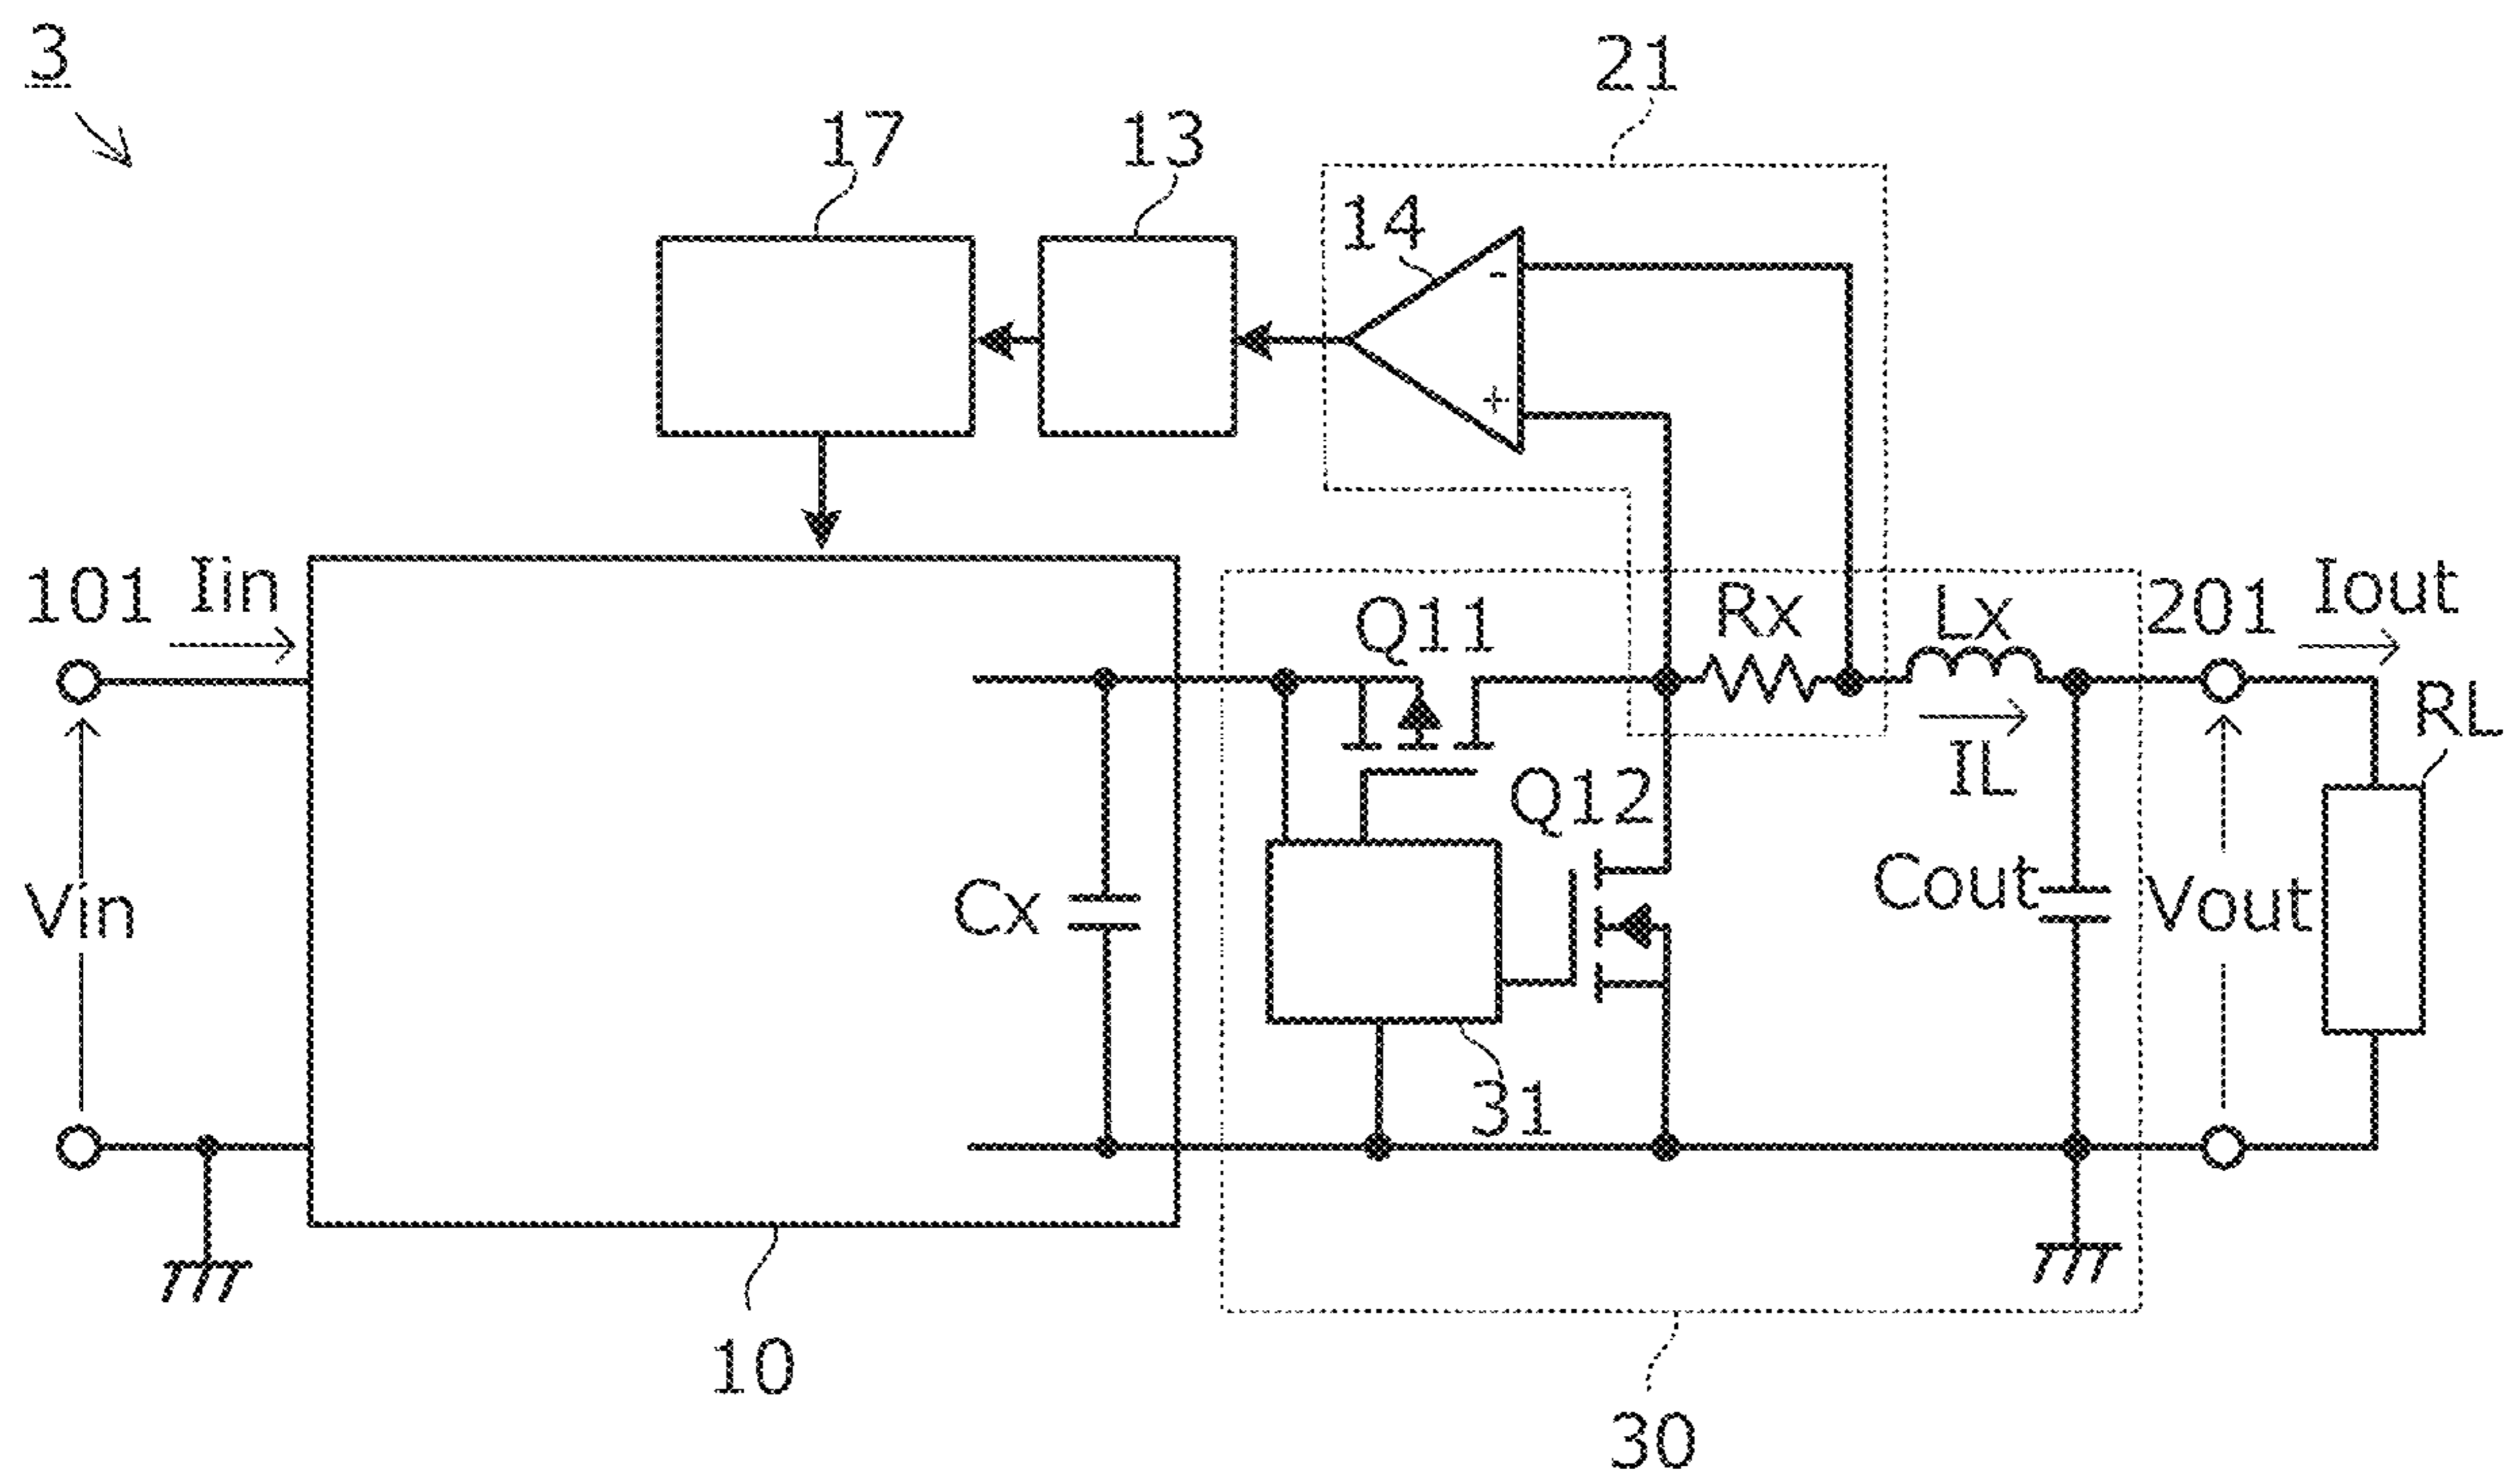 3
21
17
13
14
-
+
101
Iin
Q11
Rx
Lx
201
Iout
RL
IL
Q12
Vin
Cx
Cout
Vout
31
10
30